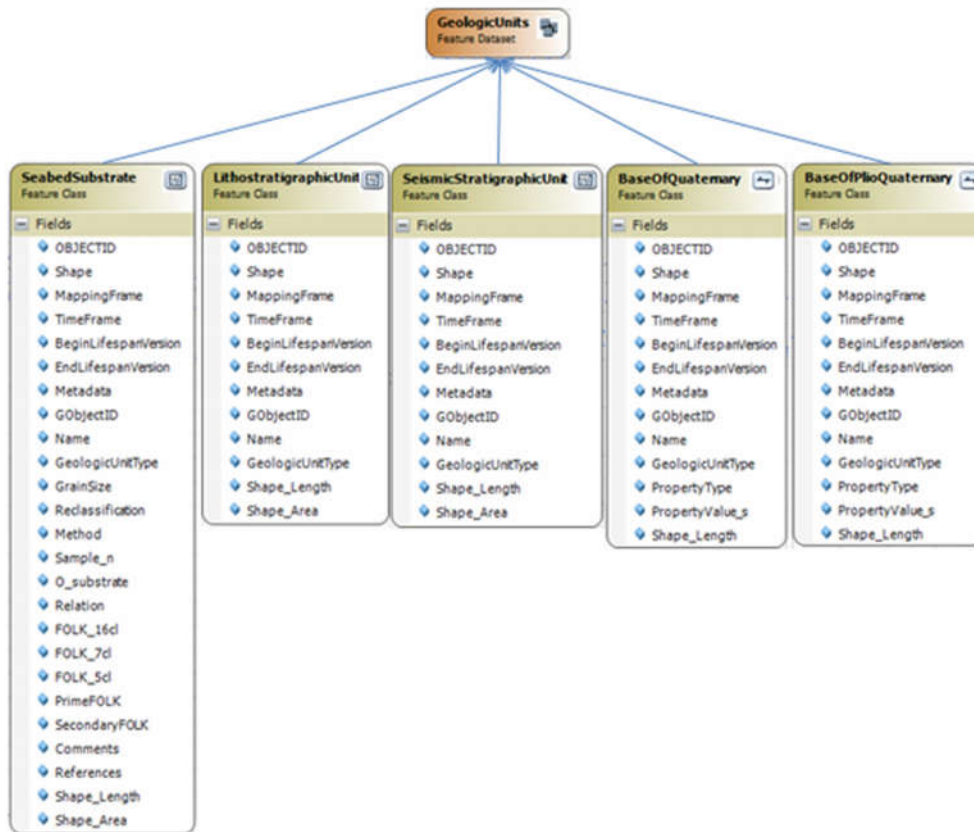 GeologicUnits
Feature Dataset
SeabedSubstrate
Feature Class
Fields
OBJECTID
Shape
MappingFrame
TimeFrame
BeginLifespanVersion
EndLifespanVersion
Metadata
GObjectID
Name
GeologicUnitType
GrainSize
Reclassification
Method
Sample_n
O_substrate
Relation
FOLK_16cl
FOLK_7cl
FOLK_5cl
PrimeFOLK
SecondaryFOLK
Comments
References
Shape_Length
Shape_Area
LithostratigraphicUnit
Feature Class
Fields
OBJECTID
Shape
MappingFrame
TimeFrame
BeginLifespanVersion
EndLifespanVersion
Metadata
GObjectID
Name
GeologicUnitType
Shape_Length
Shape_Area
SeismicStratigraphicUnit
Feature Class
Fields
OBJECTID
Shape
MappingFrame
TimeFrame
BeginLifespanVersion
EndLifespanVersion
Metadata
GObjectID
Name
GeologicUnitType
Shape_Length
Shape_Area
BaseOfQuaternary
Feature Class
Fields
OBJECTID
Shape
MappingFrame
TimeFrame
BeginLifespanVersion
EndLifespanVersion
Metadata
GObjectID
Name
GeologicUnitType
PropertyType
PropertyValue_s
Shape_Length
BaseOfPlioQuaternary
Feature Class
Fields
OBJECTID
Shape
MappingFrame
TimeFrame
BeginLifespanVersion
EndLifespanVersion
Metadata
GObjectID
Name
GeologicUnitType
PropertyType
PropertyValue_s
Shape_Length